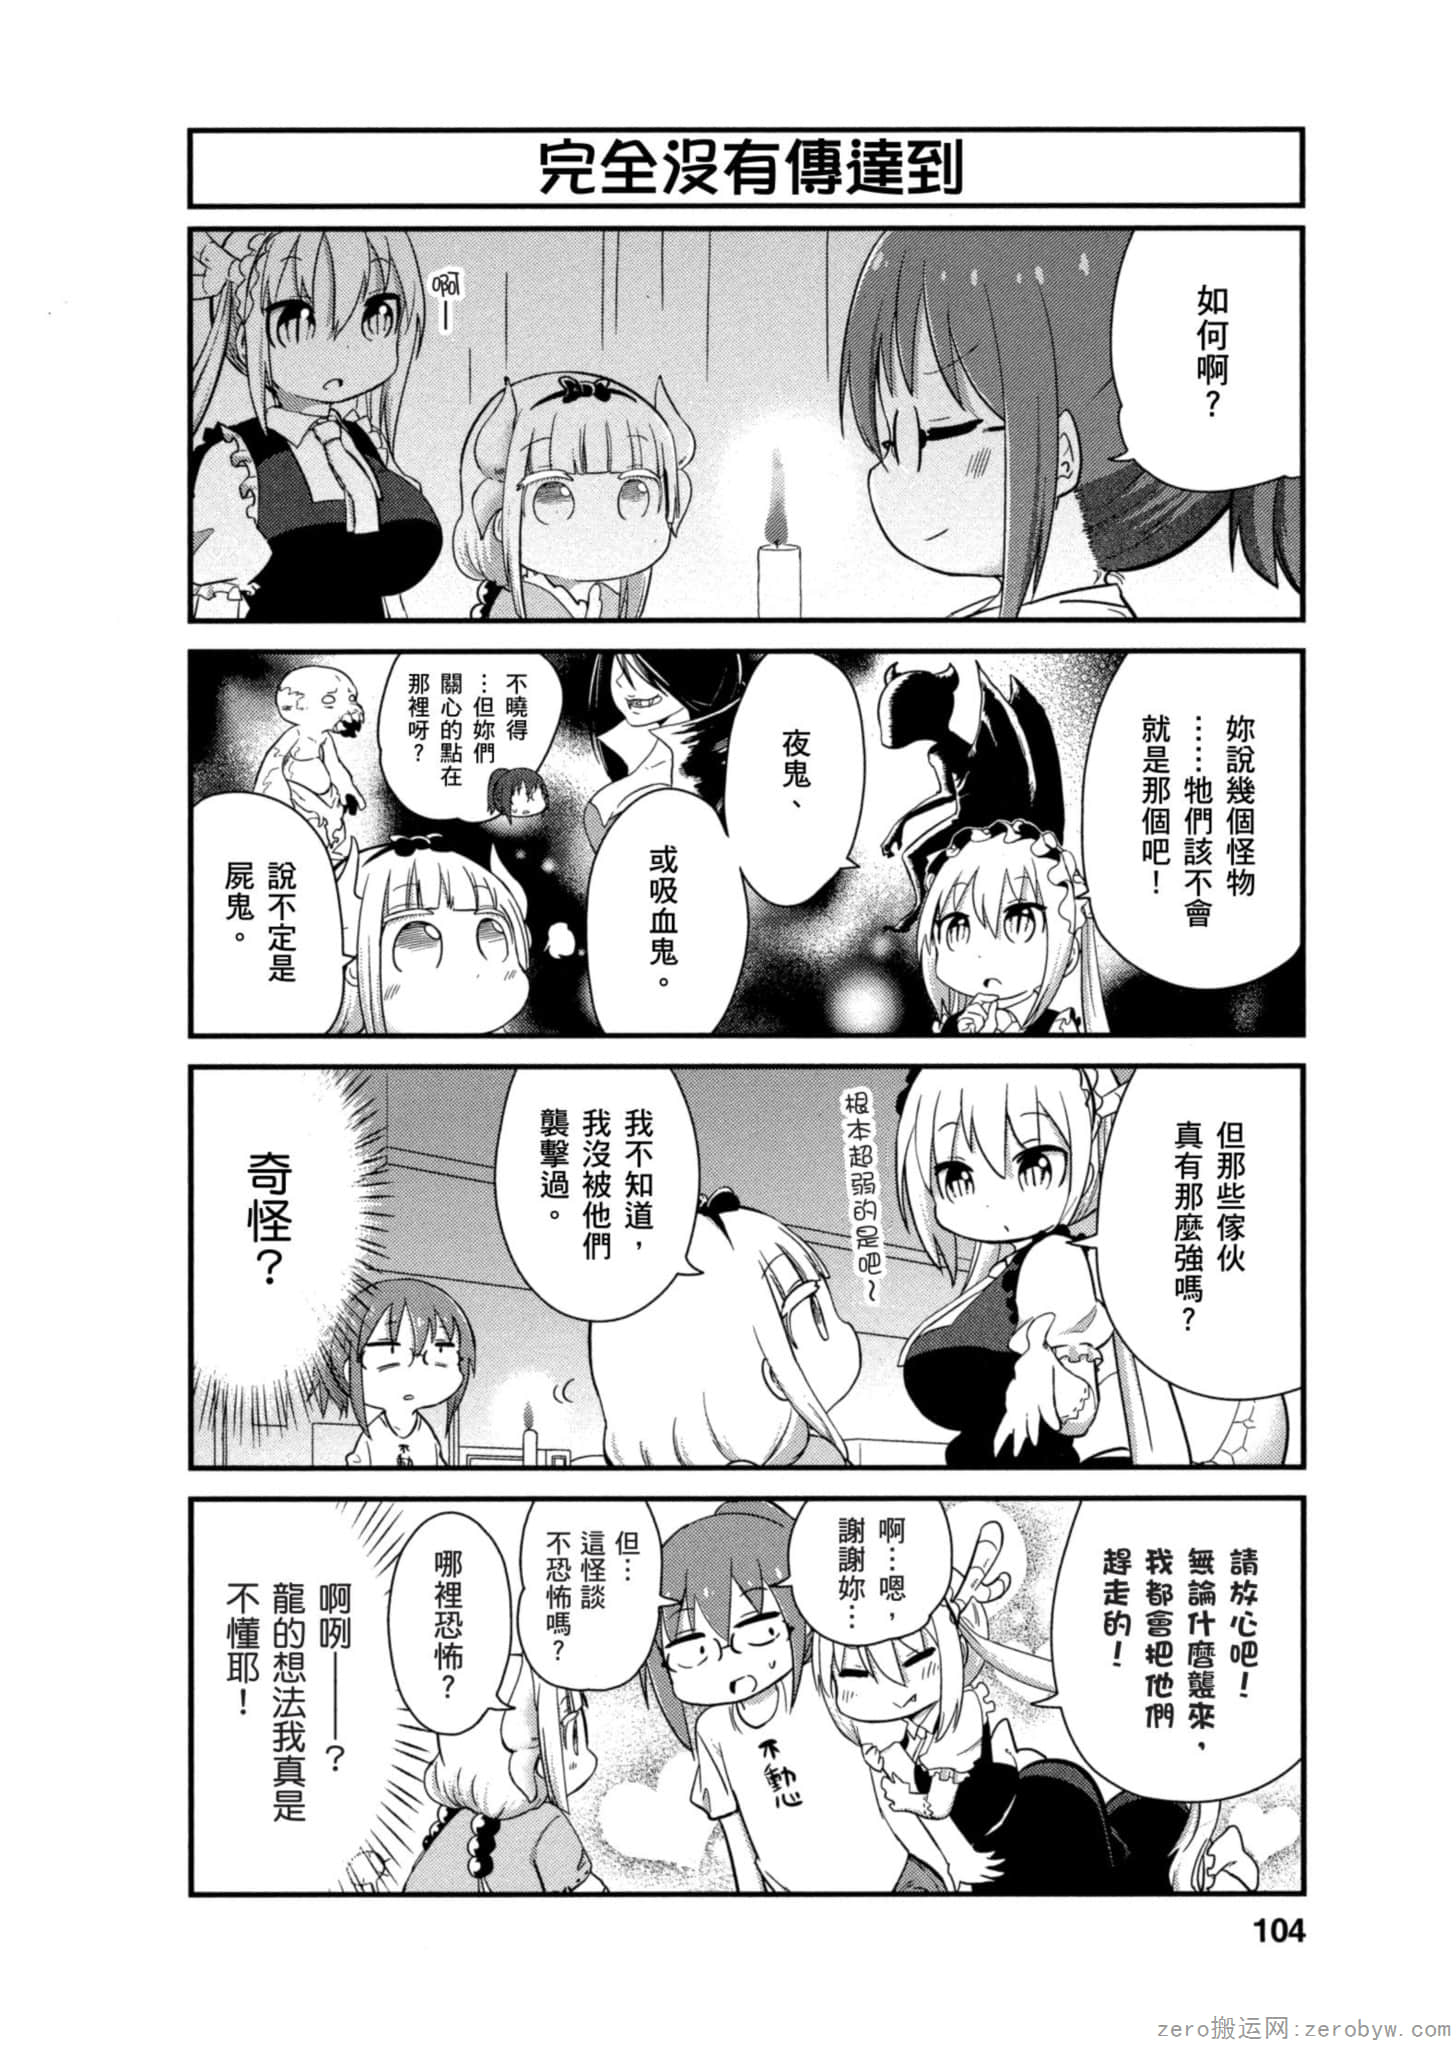 完全沒有傳達到
如何啊？
啊—
妳說幾個怪物
……牠們該不會
就是那個吧！
夜鬼、
或吸血鬼。
不曉得
…但妳們
關心的點在
那裡呀？
說不定是
屍鬼。
但那些傢伙
真有那麼強嗎？
根本超弱的是吧～
我不知道，
我沒被他們
襲擊過。
奇怪？
不動
請放心吧！
無論什麼襲來，
我都會把他們
趕走的！
啊…嗯，
謝謝妳…
不動心
但…
這怪談
不恐怖嗎？
哪裡恐怖？
啊咧——？
龍的想法我真是
不懂耶！
104
zero搬运网:zerobyw.com